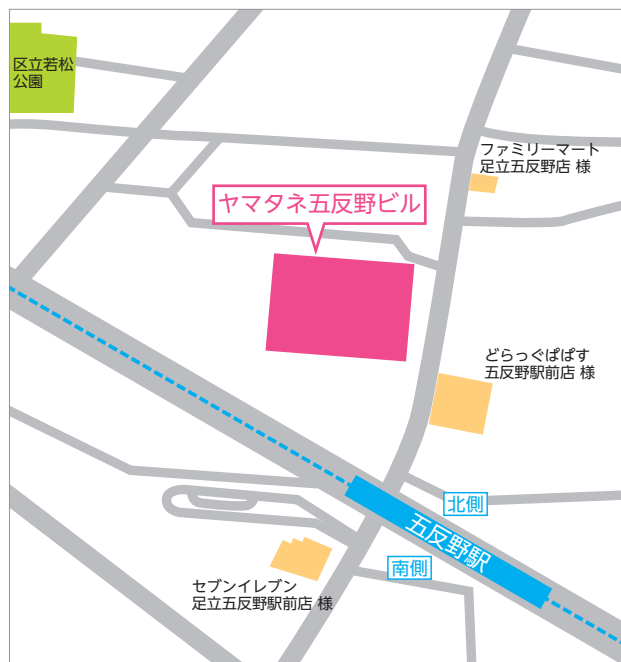 区立若松
公園
ファミリーマート
足立五反野店 様
ヤマタネ五反野ビル
どらっぐぱぱす
五反野駅前店 様
北側
五反野駅
南側
セブンイレブン
足立五反野駅前店 様